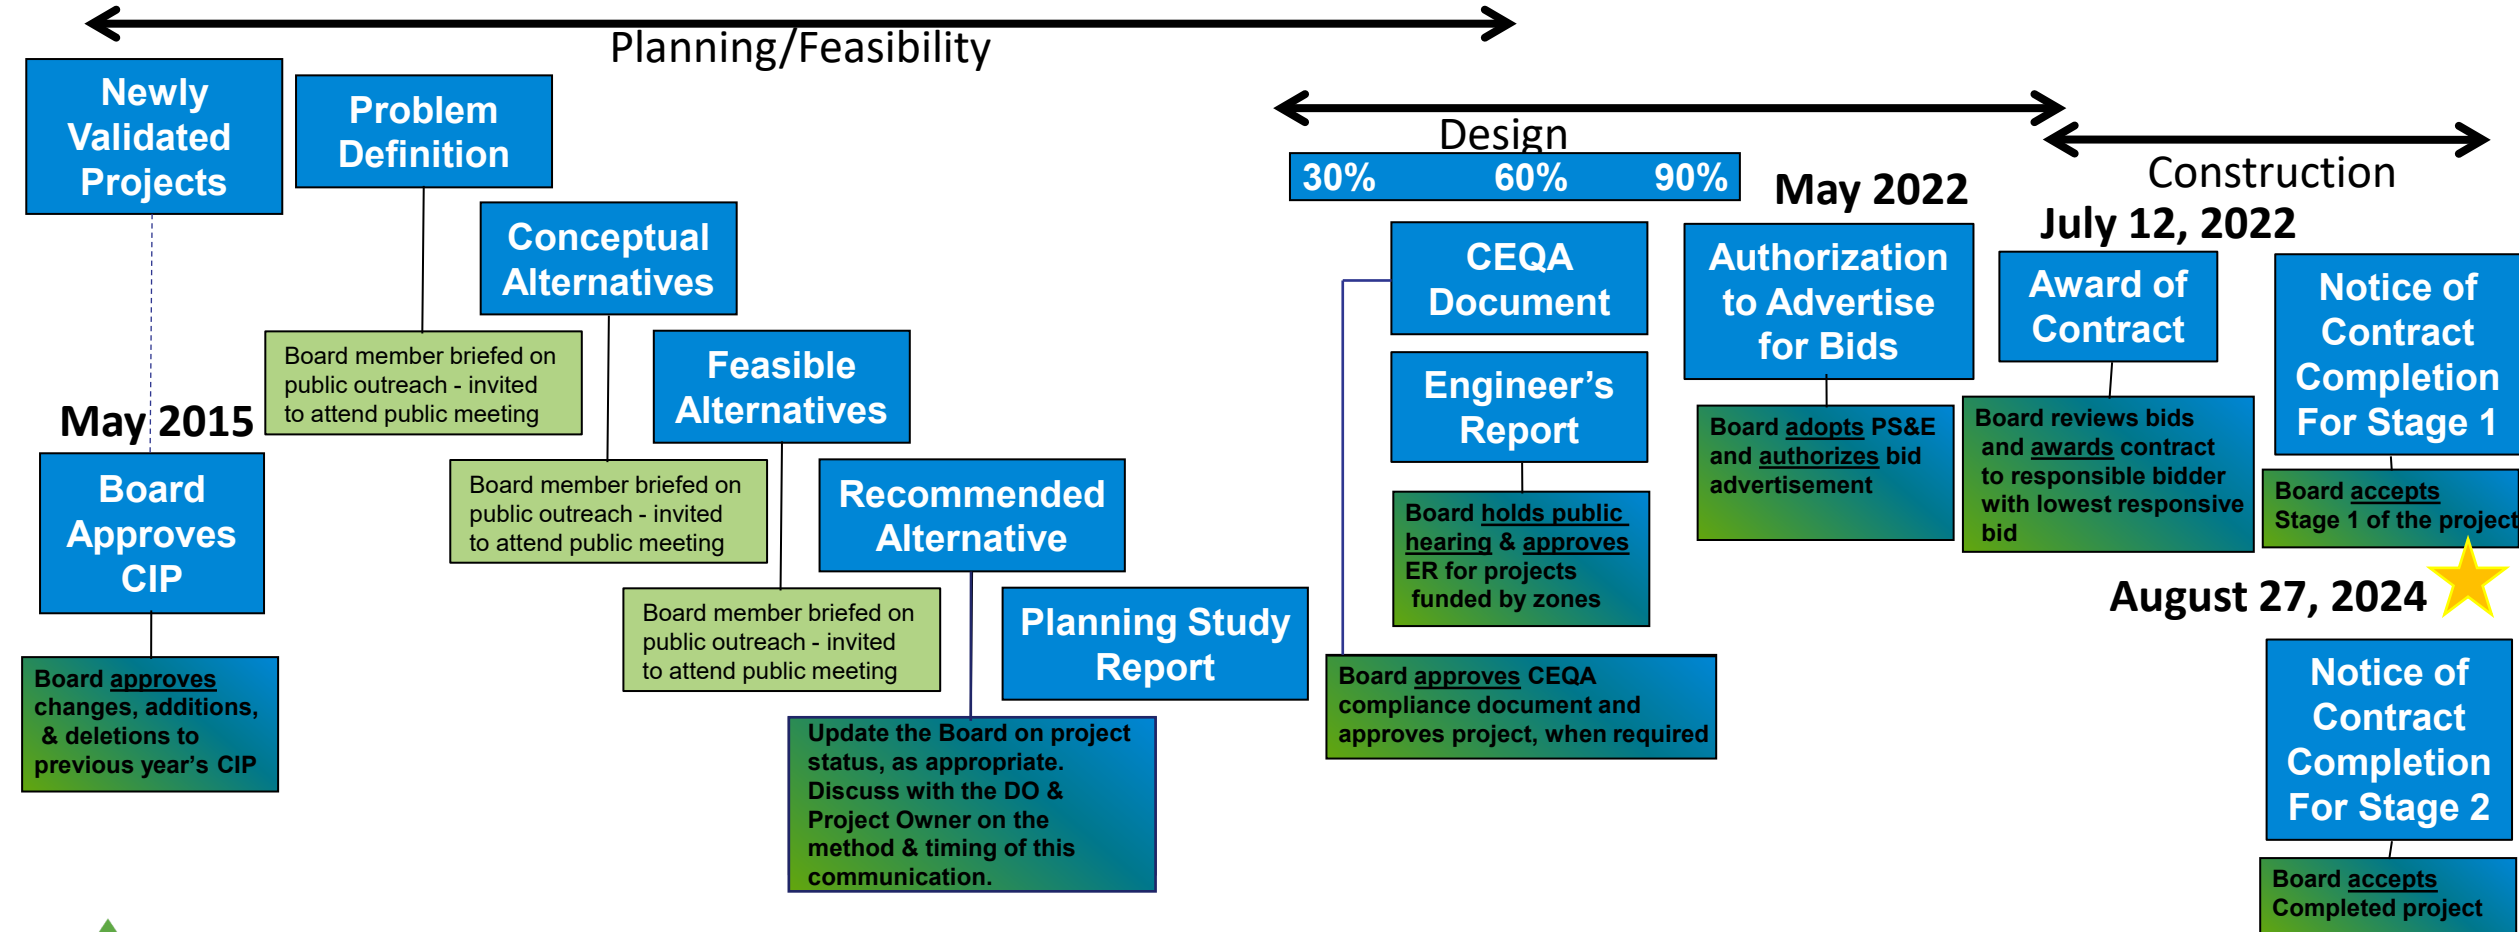 Planning/Feasibility
Newly
Validated
Projects
May 2015
Board
Approves
CIP
Board approves
changes, additions,
& deletions to
previous year's CIP
Problem
Definition
Board member briefed on
public outreach - invited
to attend public meeting
Conceptual
Alternatives
Board member briefed on
public outreach - invited
to attend public meeting
Feasible
Alternatives
Board member briefed on
public outreach - invited
to attend public meeting
Recommended
Alternative
Update the Board on project
status, as appropriate.
Discuss with the DO &
Project Owner on the
method & timing of this
communication.
Planning Study
Report
Design
30% 60% 90%
CEQA
Document
Engineer’s
Report
Board holds public
hearing & approves
ER for projects
funded by zones
Board approves CEQA
compliance document and
approves project, when required
May 2022
Authorization
to Advertise
for Bids
Board adopts PS&E
and authorizes bid
advertisement
Construction
July 12, 2022
Award of
Contract
Board reviews bids
and awards contract
to responsible bidder
with lowest responsive
bid
Notice of
Contract
Completion
For Stage 1
Board accepts
Stage 1 of the project
August 27, 2024
Notice of
Contract
Completion
For Stage 2
Board accepts
Completed project